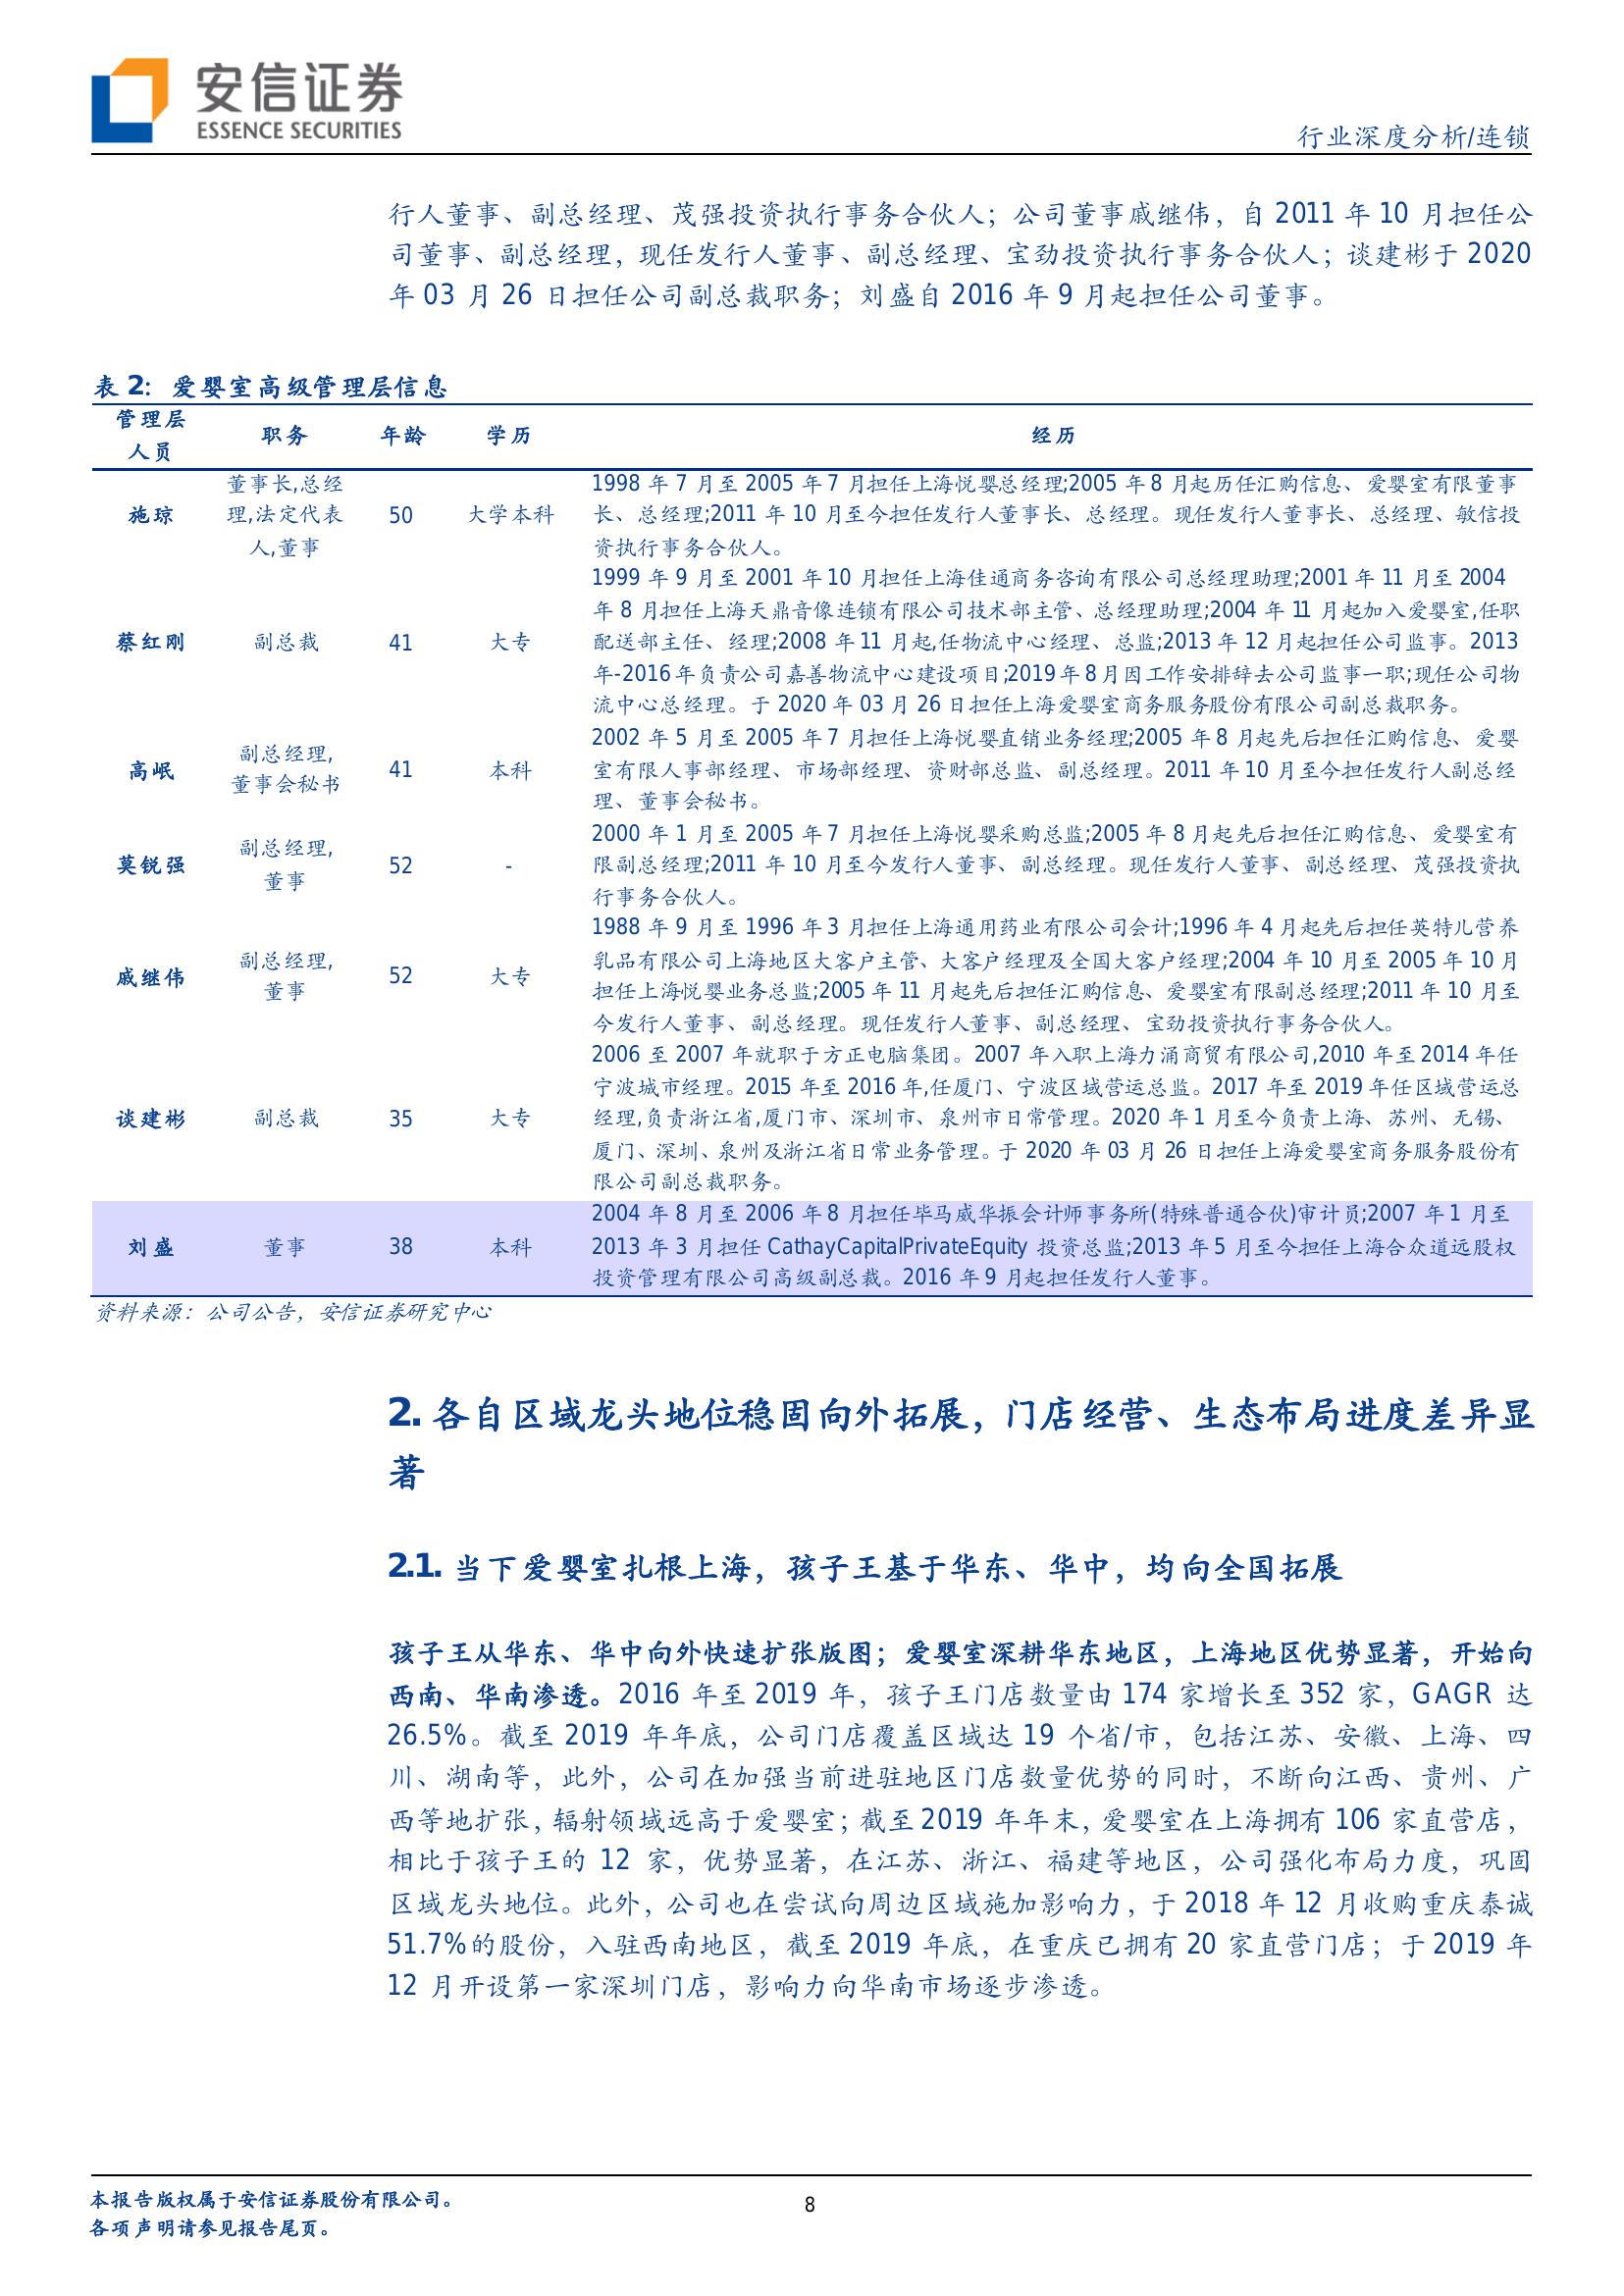 安信证券
ESSENCE SECURITIES
行业深度分析/连锁
行人董事、副总经理、茂强投资执行事务合伙人；公司董事戚继伟，自 2011 年 10 月担任公
司董事、副总经理，现任发行人董事、副总经理、宝劲投资执行事务合伙人；谈建彬于 2020
年 03 月 26 日担任公司副总裁职务；刘盛自 2016 年 9 月起担任公司董事。
表 2：爱婴室高级管理层信息
管理层
人员
职务
年龄
学历
经历
施琼
董事长,总经
理,法定代表
人,董事
50
大学本科
1998 年 7 月至 2005 年 7 月担任上海悦婴总经理;2005 年 8 月起历任汇购信息、爱婴室有限董事
长、总经理;2011 年 10 月至今担任发行人董事长、总经理。现任发行人董事长、总经理、敏信投
资执行事务合伙人。
蔡红刚
副总裁
41
大专
1999 年 9 月至 2001 年 10 月担任上海佳通商务咨询有限公司总经理助理;2001 年 11 月至 2004
年 8 月担任上海天鼎音像连锁有限公司技术部主管、总经理助理;2004 年 11 月起加入爱婴室,任职
配送部主任、经理;2008 年 11 月起,任物流中心经理、总监;2013 年 12 月起担任公司监事。2013
年-2016 年负责公司嘉善物流中心建设项目;2019 年 8 月因工作安排辞去公司监事一职;现任公司物
流中心总经理。于 2020 年 03 月 26 日担任上海爱婴室商务服务股份有限公司副总裁职务。
高岷
副总经理,
董事会秘书
41
本科
2002 年 5 月至 2005 年 7 月担任上海悦婴直销业务经理;2005 年 8 月起先后担任汇购信息、爱婴
室有限人事部经理、市场部经理、资财部总监、副总经理。2011 年 10 月至今担任发行人副总经
理、董事会秘书。
莫锐强
副总经理,
董事
52
-
2000 年 1 月至 2005 年 7 月担任上海悦婴采购总监;2005 年 8 月起先后担任汇购信息、爱婴室有
限副总经理;2011 年 10 月至今发行人董事、副总经理。现任发行人董事、副总经理、茂强投资执
行事务合伙人。
戚继伟
副总经理,
董事
52
大专
1988 年 9 月至 1996 年 3 月担任上海通用药业有限公司会计;1996 年 4 月起先后担任英特儿营养
乳品有限公司上海地区大客户主管、大客户经理及全国大客户经理;2004 年 10 月至 2005 年 10 月
担任上海悦婴业务总监;2005 年 11 月起先后担任汇购信息、爱婴室有限副总经理;2011 年 10 月至
今发行人董事、副总经理。现任发行人董事、副总经理、宝劲投资执行事务合伙人。
谈建彬
副总裁
35
大专
2006 至 2007 年就职于方正电脑集团。2007 年入职上海力涌商贸有限公司,2010 年至 2014 年任
宁波城市经理。2015 年至 2016 年,任厦门、宁波区域营运总监。2017 年至 2019 年任区域营运总
经理,负责浙江省,厦门市、深圳市、泉州市日常管理。2020 年 1 月至今负责上海、苏州、无锡、
厦门、深圳、泉州及浙江省日常业务管理。于 2020 年 03 月 26 日担任上海爱婴室商务服务股份有
限公司副总裁职务。
刘盛
董事
38
本科
2004 年 8 月至 2006 年 8 月担任毕马威华振会计师事务所(特殊普通合伙)审计员;2007 年 1 月至
2013 年 3 月担任 CathayCapitalPrivateEquity 投资总监;2013 年 5 月至今担任上海合众道远股权
投资管理有限公司高级副总裁。2016 年 9 月起担任发行人董事。
资料来源：公司公告，安信证券研究中心
2. 各自区域龙头地位稳固向外拓展，门店经营、生态布局进度差异显
著
2.1. 当下爱婴室扎根上海，孩子王基于华东、华中，均向全国拓展
孩子王从华东、华中向外快速扩张版图；爱婴室深耕华东地区，上海地区优势显著，开始向
西南、华南渗透。2016 年至 2019 年，孩子王门店数量由 174 家增长至 352 家，GAGR 达
26.5%。截至 2019 年年底，公司门店覆盖区域达 19 个省/市，包括江苏、安徽、上海、四
川、湖南等，此外，公司在加强当前进驻地区门店数量优势的同时，不断向江西、贵州、广
西等地扩张，辐射领域远高于爱婴室；截至 2019 年年末，爱婴室在上海拥有 106 家直营店，
相比于孩子王的 12 家，优势显著，在江苏、浙江、福建等地区，公司强化布局力度，巩固
区域龙头地位。此外，公司也在尝试向周边区域施加影响力，于 2018 年 12 月收购重庆泰诚
51.7%的股份，入驻西南地区，截至 2019 年底，在重庆已拥有 20 家直营门店；于 2019 年
12 月开设第一家深圳门店，影响力向华南市场逐步渗透。
本报告版权属于安信证券股份有限公司。
各项声明请参见报告尾页。
8